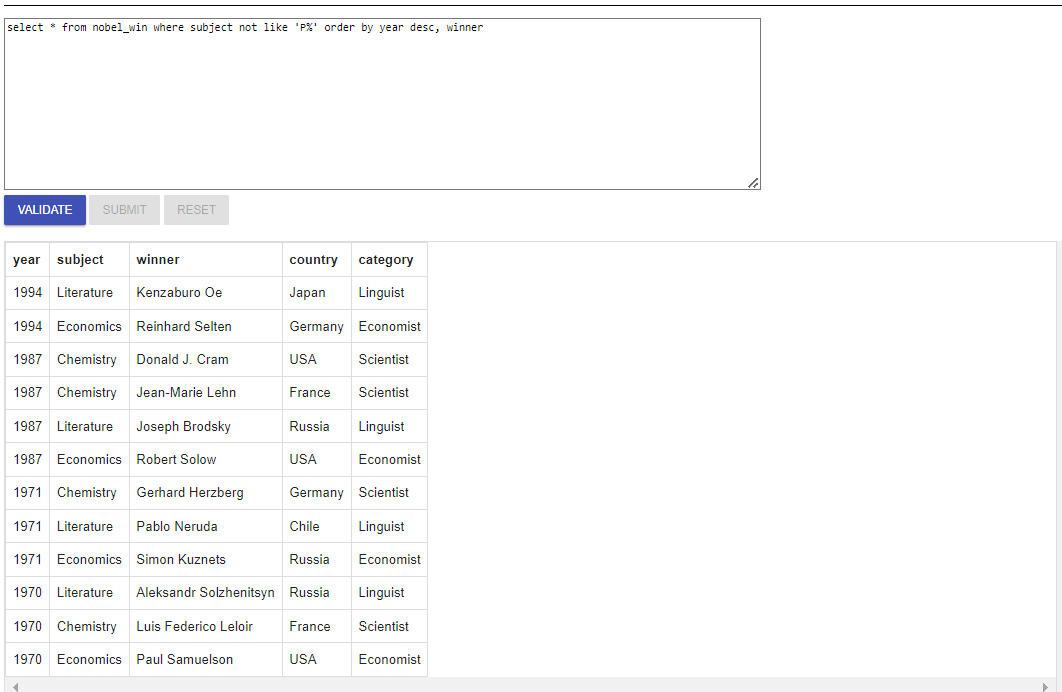 select * from nobel_win where subject not like 'P%' order by year desc, winner
VALIDATE SUBMIT RESET
year subject winner country category
1994 Literature Kenzaburo Oe Japan Linguist
1994 Economics Reinhard Selten Germany Economist
1987 Chemistry Donald J. Cram USA Scientist
1987 Chemistry Jean-Marie Lehn France Scientist
1987 Literature Joseph Brodsky Russia Linguist
1987 Economics Robert Solow USA Economist
1971 Chemistry Gerhard Herzberg Germany Scientist
1971 Literature Pablo Neruda Chile Linguist
1971 Economics Simon Kuznets Russia Economist
1970 Literature Aleksandr Solzhenitsyn Russia Linguist
1970 Chemistry Luis Federico Leloir France Scientist
1970 Economics Paul Samuelson USA Economist